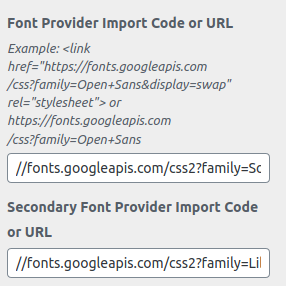 Font Provider Import Code or URL
Example: <link
href="https://fonts.googleapis.com
/css?family=Open+Sans&display=swap"
rel="stylesheet"> or
https://fonts.googleapis.com
/css?family=Open+Sans
//fonts.googleapis.com/css2?family=So
Secondary Font Provider Import Code
or URL
//fonts.googleapis.com/css2?family=Lil